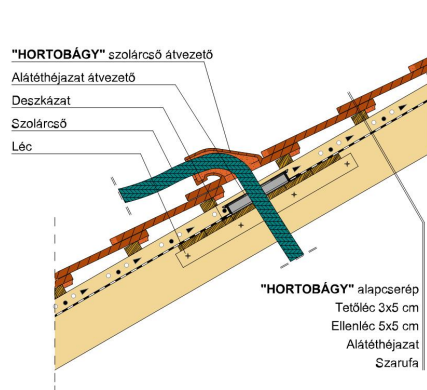 "HORTOBÁGY" szolárcső átvezető
Alátéthéjazat átvezető
Deszkázat
Szolárcső
Léc
"HORTOBÁGY" alapcserép
Tetőléc 3x5 cm
Ellenléc 5x5 cm
Alátéthéjazat
Szarufa